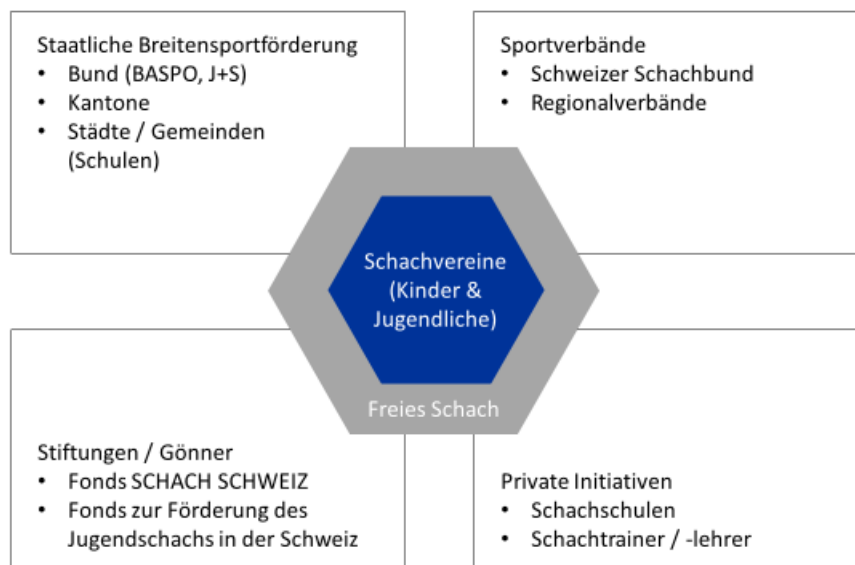 Staatliche Breitensportförderung
• Bund (BASPO, J+S)
• Kantone
• Städte / Gemeinden
(Schulen)
Sportverbände
• Schweizer Schachbund
• Regionalverbände
Schachvereine
(Kinder &
Jugendliche)
Freies Schach
Stiftungen / Gönner
• Fonds SCHACH SCHWEIZ
• Fonds zur Förderung des
Jugendschachs in der Schweiz
Private Initiativen
• Schachschulen
• Schachtrainer / -lehrer